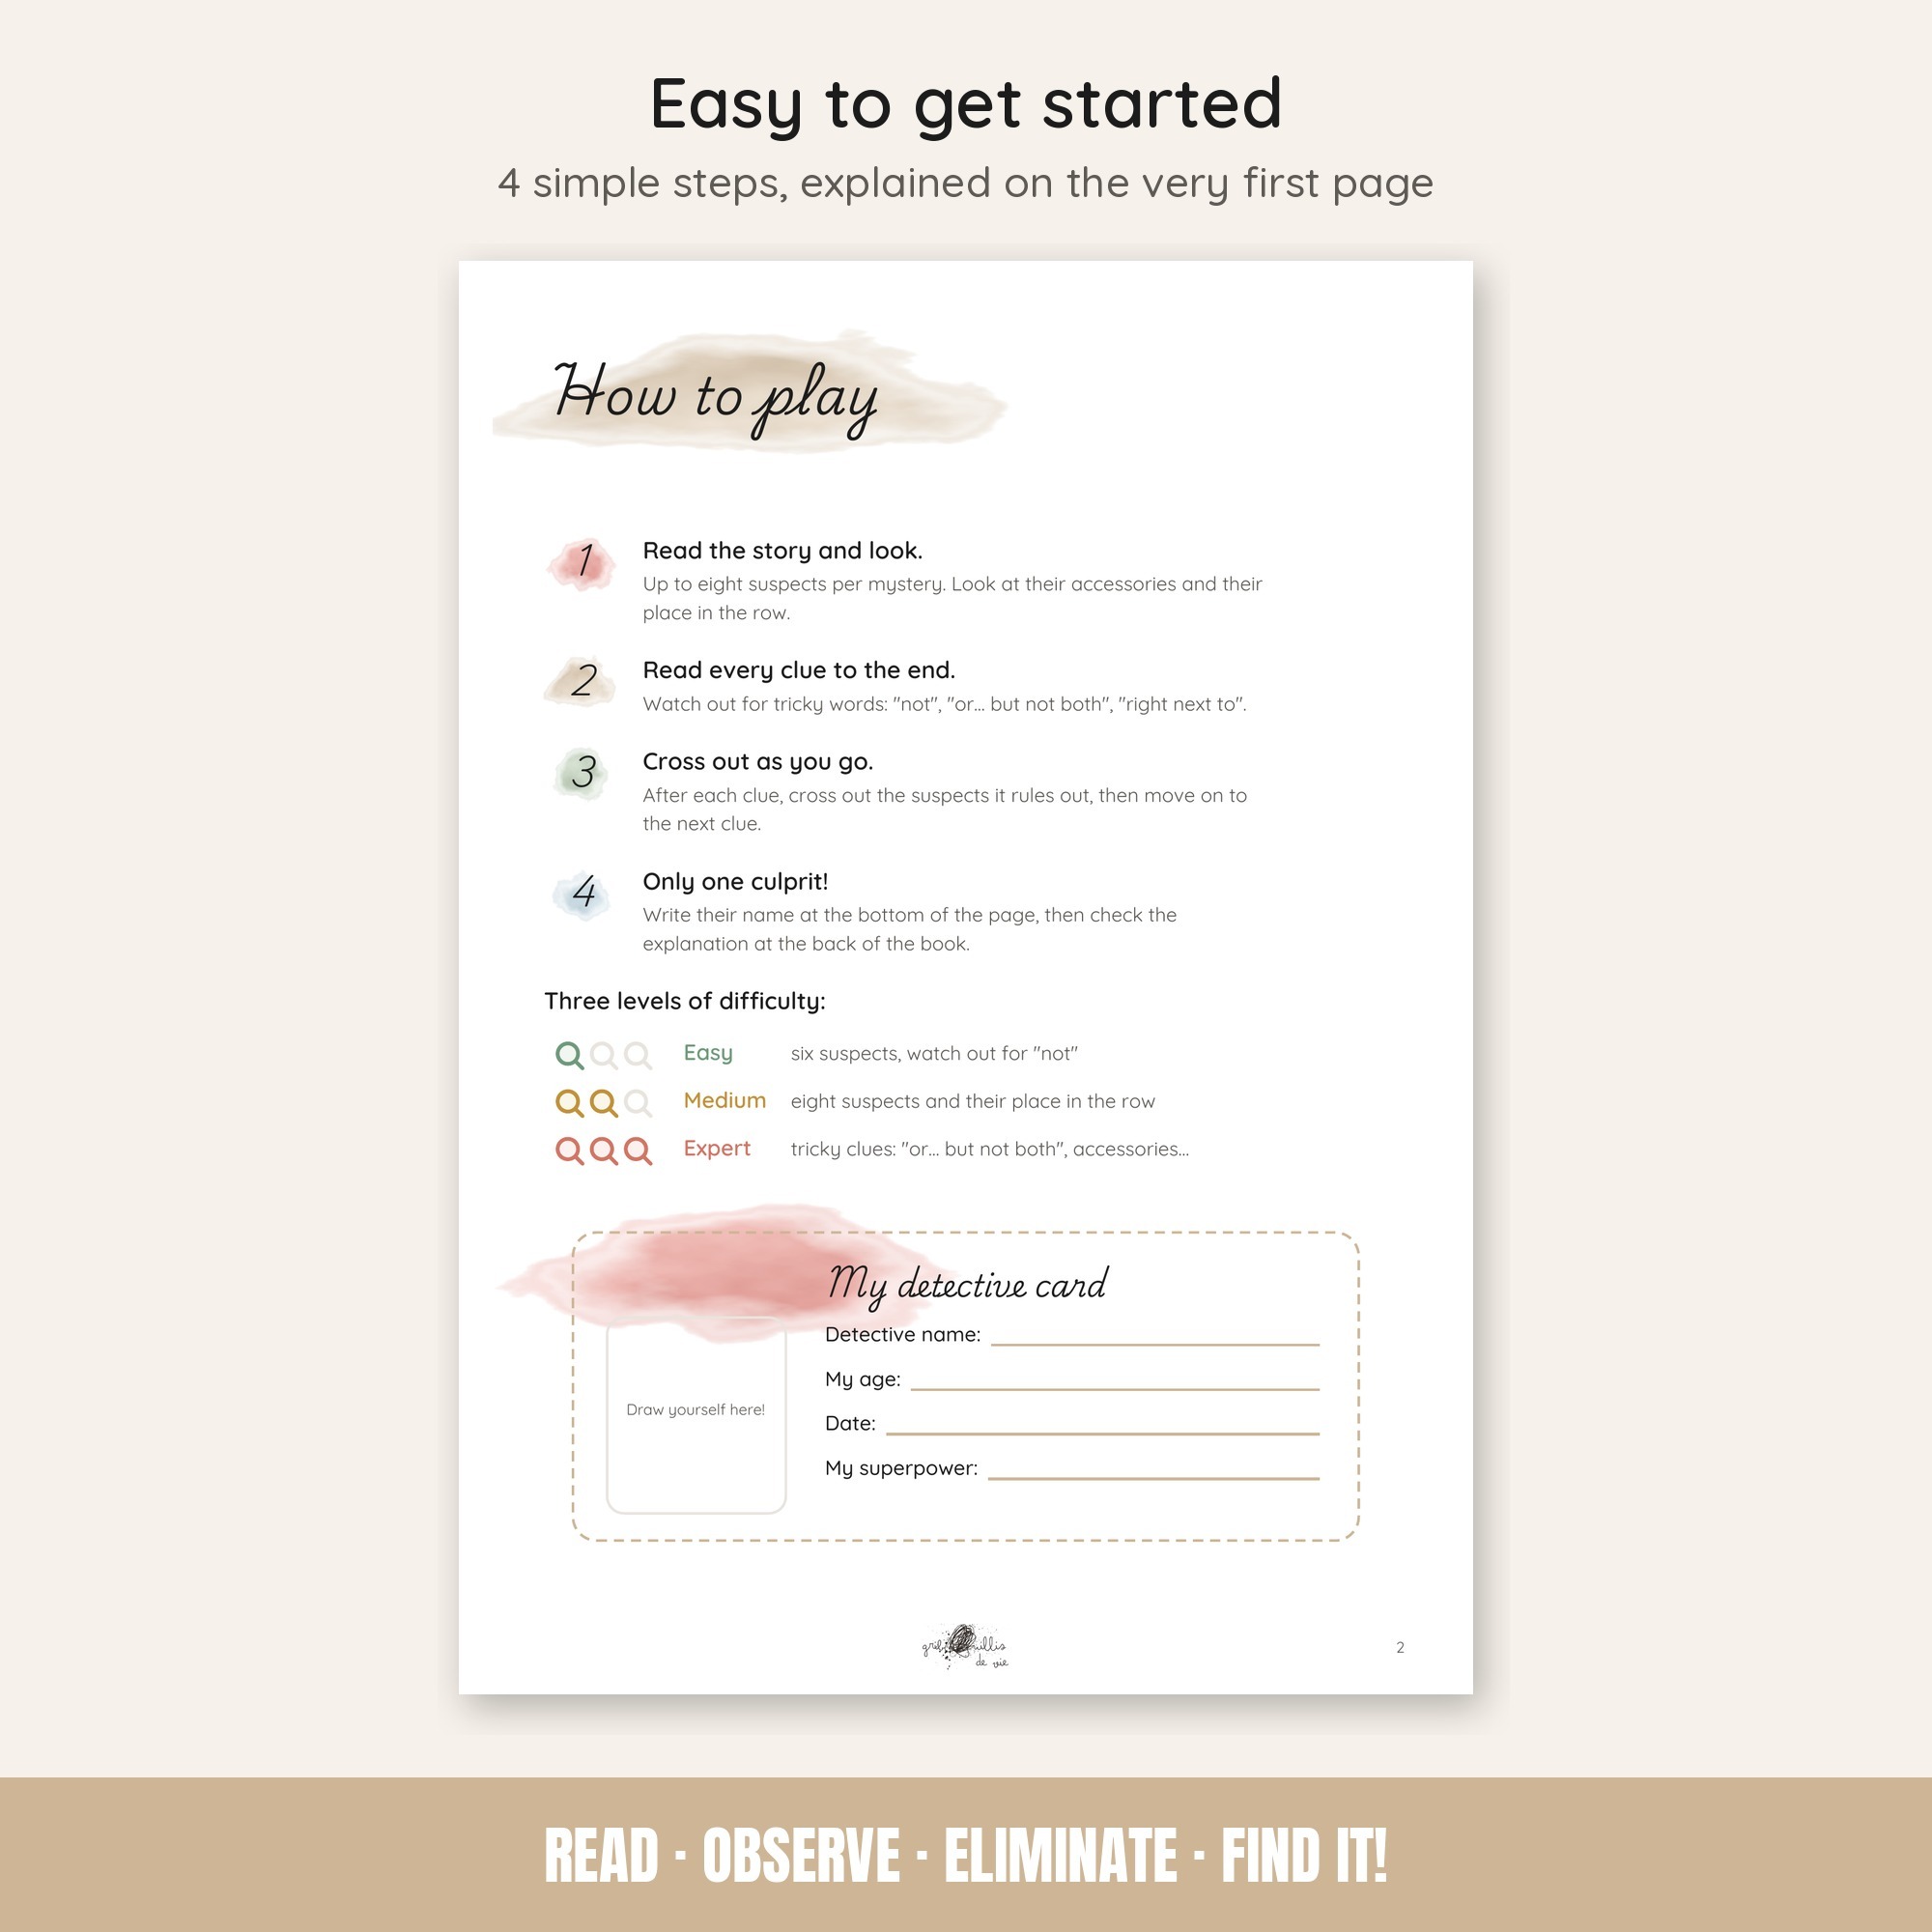 Easy to get started
4 simple steps, explained on the very first page
How to play
1
Read the story and look.
Up to eight suspects per mystery. Look at their accessories and their
place in the row.
2
Read every clue to the end.
Watch out for tricky words: "not", "or... but not both", "right next to".
3
Cross out as you go.
After each clue, cross out the suspects it rules out, then move on to
the next clue.
4
Only one culprit!
Write their name at the bottom of the page, then check the
explanation at the back of the book.
Three levels of difficulty:
Easy six suspects, watch out for "not"
Medium eight suspects and their place in the row
Expert tricky clues: "or... but not both", accessories...
My detective card
Detective name:
My age:
Date:
My superpower:
Draw yourself here!
de vie
2
READ · OBSERVE · ELIMINATE · FIND IT!